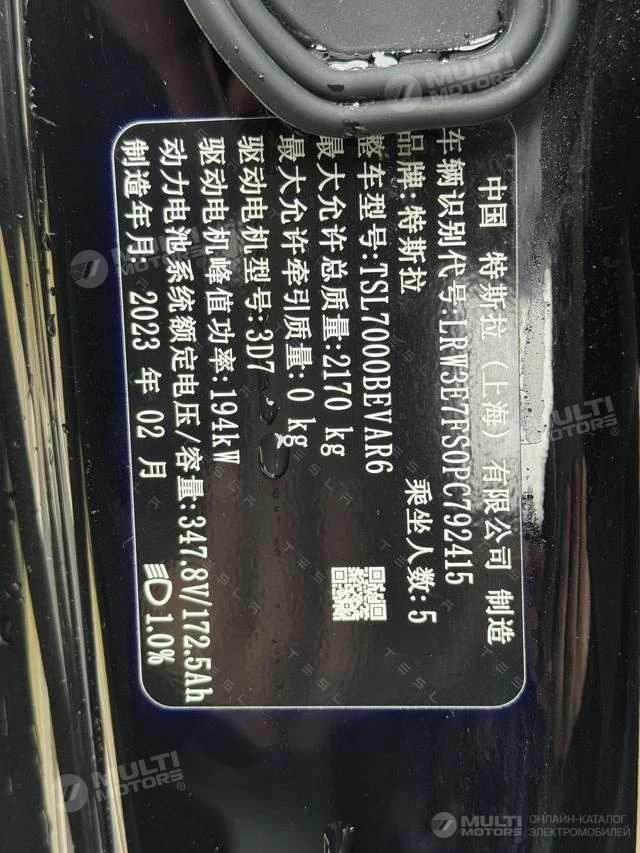 中国 特斯拉(上海)有限公司 制造
车辆识别代号:LRW3E7FS0PC792415
品牌:特斯拉 乘坐人数:5
整车型号:TSL7000BEVAR6
最大允许总质量:2170 kg
最大允许牵引质量:0 kg
驱动电机型号:3D7
驱动电机峰值功率:194kW
动力电池系统额定电压/容量:347.8V/172.5Ah
制造年月: 2023 年 02 月 1.0%
MULTI MOTORS®
MULTI MOTORS®
MULTI MOTORS®
MULTI MOTORS®
MULTI MOTORS® ОНЛАЙН-КАТАЛОГ ЭЛЕКТРОМОБИЛЕЙ